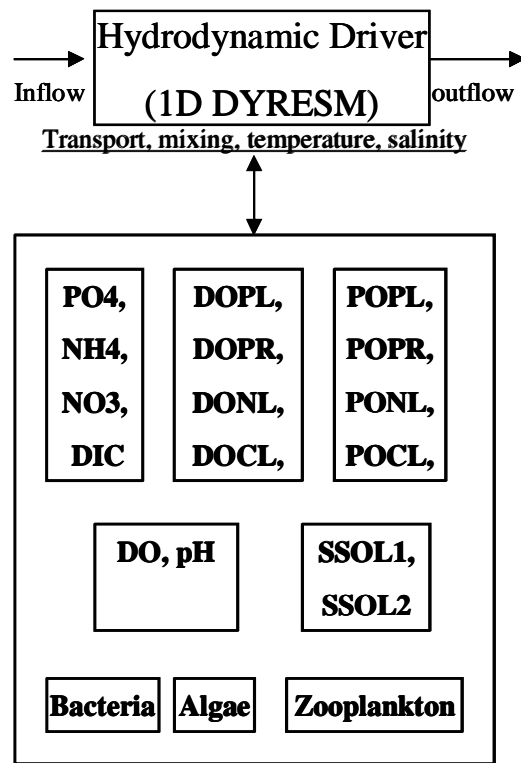 Hydrodynamic Driver
(1D DYRESM)
Inflow
outflow
Transport, mixing, temperature, salinity
PO4,
NH4,
NO3,
DIC
DOPL,
DOPR,
DONL,
DOCL,
POPL,
POPR,
PONL,
POCL,
DO, pH
SSOL1,
SSOL2
Bacteria
Algae
Zooplankton